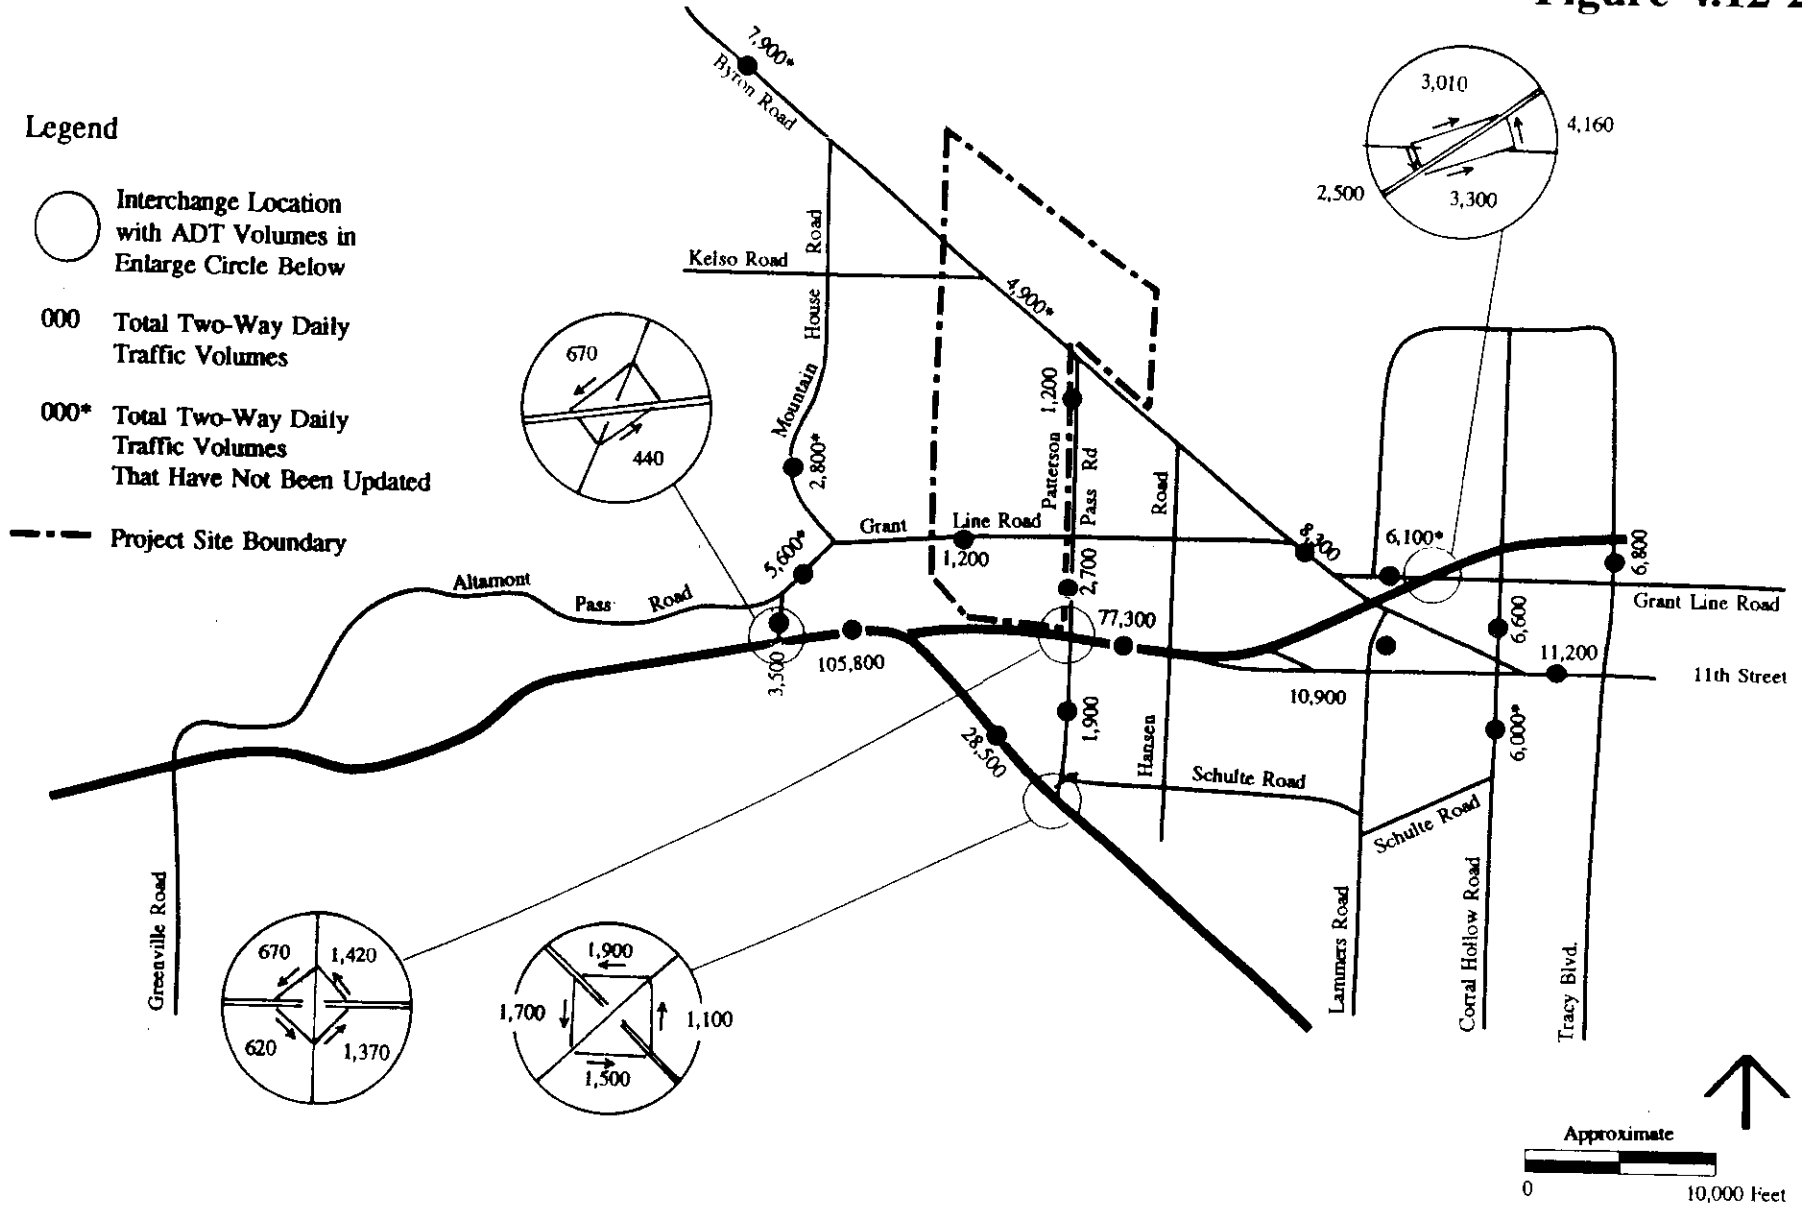 Figure 4.12-2
Legend
Interchange Location
with ADT Volumes in
Enlarge Circle Below
000 Total Two-Way Daily
Traffic Volumes
000* Total Two-Way Daily
Traffic Volumes
That Have Not Been Updated
Project Site Boundary
7,900*
Byron Road
3,010
4,160
2,500
3,300
Kelso Road
Mountain House Road
4,900*
670
440
2,800*
1,200
Patterson
Pass Rd
Road
Hansen
Grant Line Road
1,200
2,700
8,300
6,100*
6,800
Grant Line Road
5,600*
Altamont Pass Road
3,500
105,800
77,300
6,600
11,200
11th Street
10,900
28,500
1,900
6,000*
Schulte Road
Schulte Road
Greenville Road
Lammers Road
Corral Hollow Road
Tracy Blvd.
670
1,420
620
1,370
1,900
1,700
1,100
1,500
Approximate
0
10,000 Feet